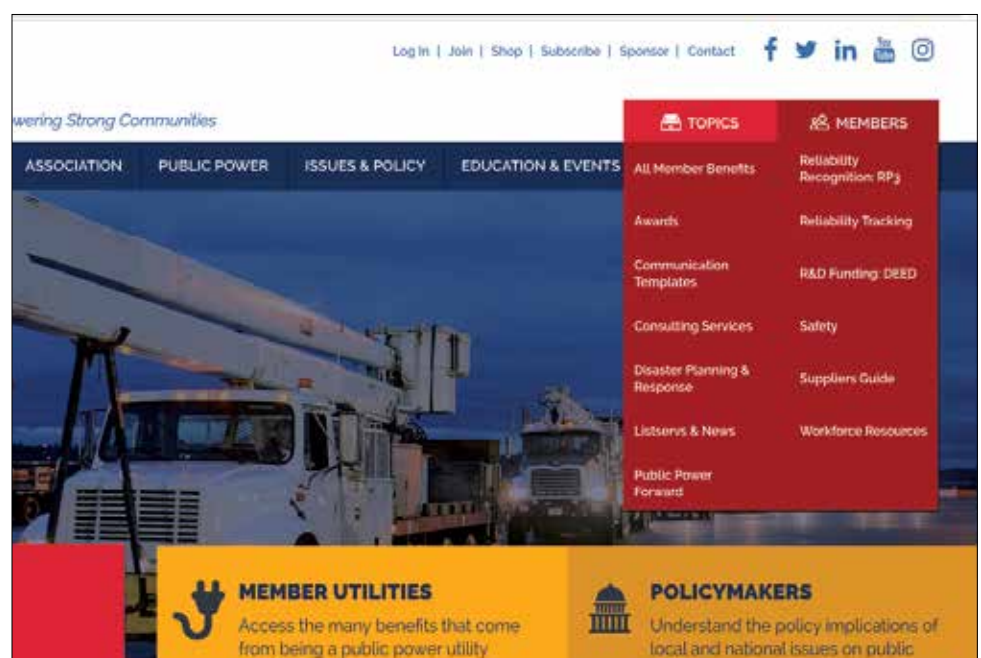 Log In | Join | Shop | Subscribe | Sponsor | Contact
wering Strong Communities
TOPICS
MEMBERS
ASSOCIATION
PUBLIC POWER
ISSUES & POLICY
EDUCATION & EVENTS
All Member Benefits
Awards
Communication
Templates
Consulting Services
Disaster Planning &
Response
Listservs & News
Public Power
Forward
Reliability
Recognition: RP3
Reliability Tracking
R&D Funding: DEED
Safety
Suppliers Guide
Workforce Resources
MEMBER UTILITIES
Access the many benefits that come
from being a public power utility
POLICYMAKERS
Understand the policy implications of
local and national issues on public